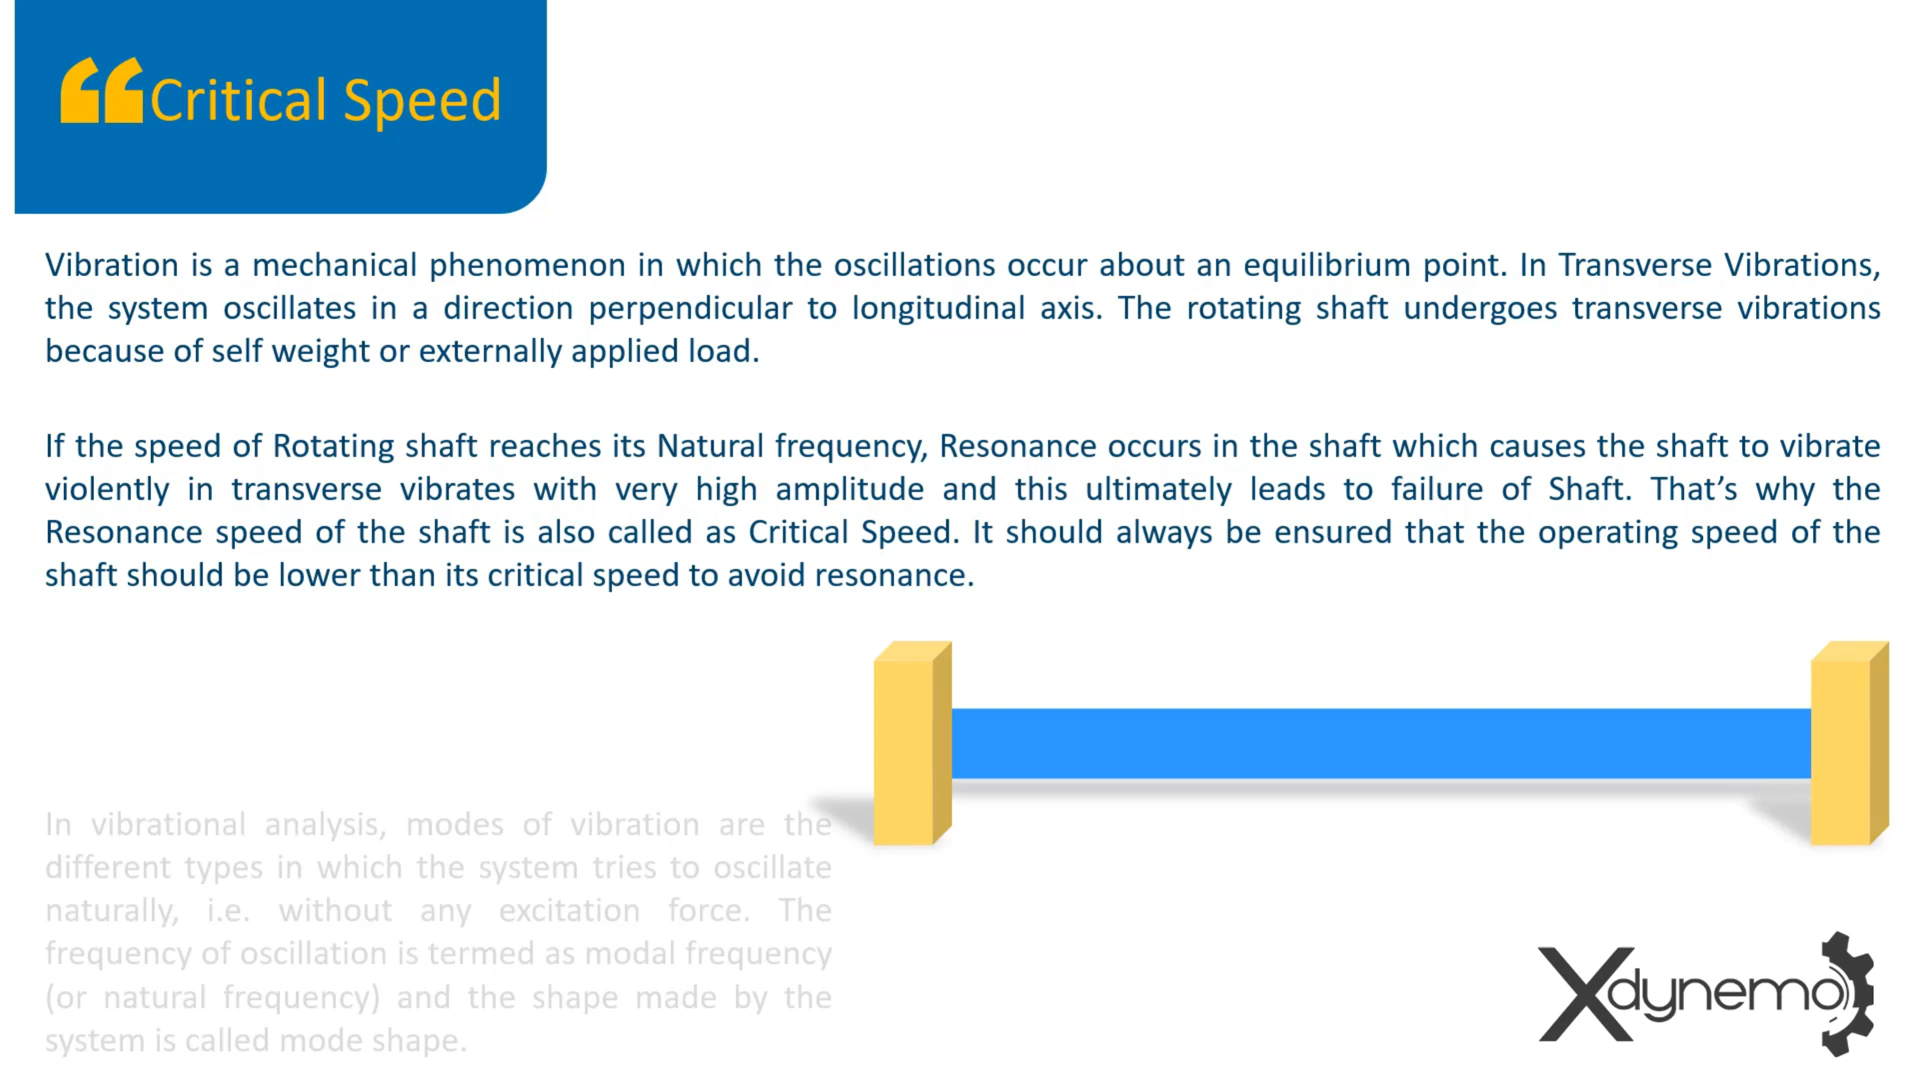 Critical Speed
Vibration is a mechanical phenomenon in which the oscillations occur about an equilibrium point. In Transverse Vibrations,
the system oscillates in a direction perpendicular to longitudinal axis. The rotating shaft undergoes transverse vibrations
because of self weight or externally applied load.
If the speed of Rotating shaft reaches its Natural frequency, Resonance occurs in the shaft which causes the shaft to vibrate
violently in transverse vibrates with very high amplitude and this ultimately leads to failure of Shaft. That’s why the
Resonance speed of the shaft is also called as Critical Speed. It should always be ensured that the operating speed of the
shaft should be lower than its critical speed to avoid resonance.
In vibrational analysis, modes of vibration are the
different types in which the system tries to oscillate
naturally, i.e. without any excitation force. The
frequency of oscillation is termed as modal frequency
(or natural frequency) and the shape made by the
system is called mode shape.
Xdynemo